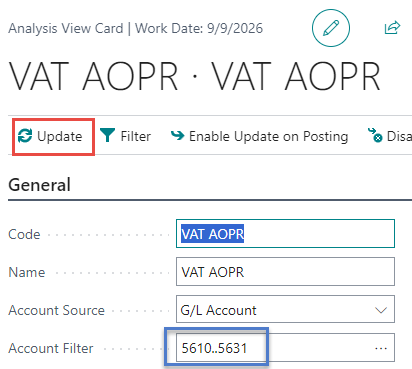 Analysis View Card | Work Date: 9/9/2026
VAT AOPR · VAT AOPR
Update Filter Enable Update on Posting Disa
General
Code VAT AOPR
Name VAT AOPR
Account Source G/L Account
Account Filter 5610..5631 ···